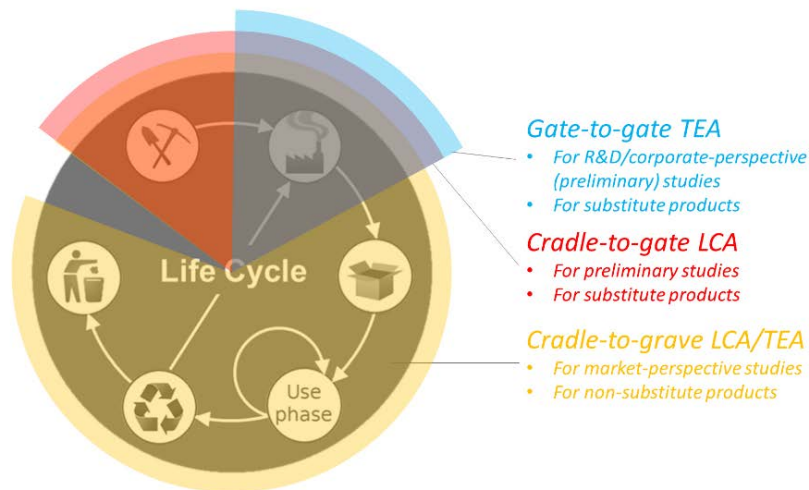 Life Cycle
Use
phase
Gate-to-gate TEA
• For R&D/corporate-perspective
(preliminary) studies
• For substitute products
Cradle-to-gate LCA
• For preliminary studies
• For substitute products
Cradle-to-grave LCA/TEA
• For market-perspective studies
• For non-substitute products